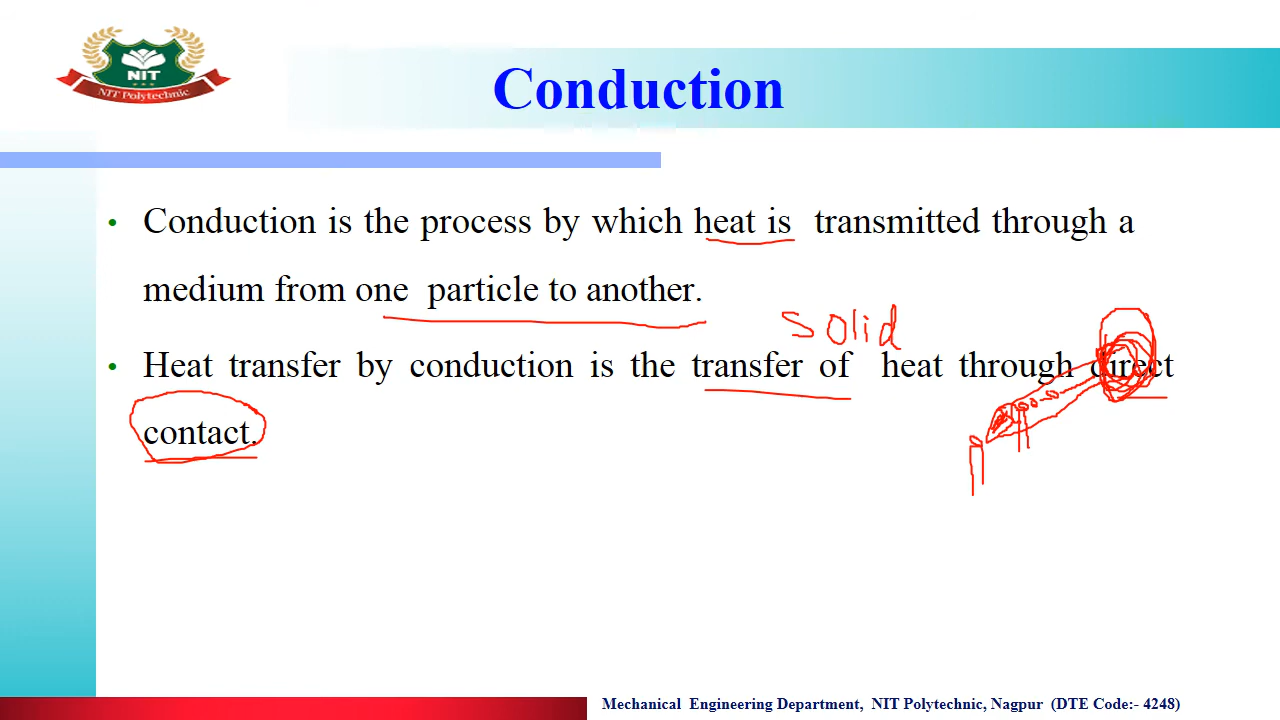 NIT
NIT Polytechnic
Conduction
• Conduction is the process by which heat is transmitted through a
medium from one particle to another.
solid
• Heat transfer by conduction is the transfer of heat through direct
contact.
Mechanical Engineering Department, NIT Polytechnic, Nagpur (DTE Code:- 4248)